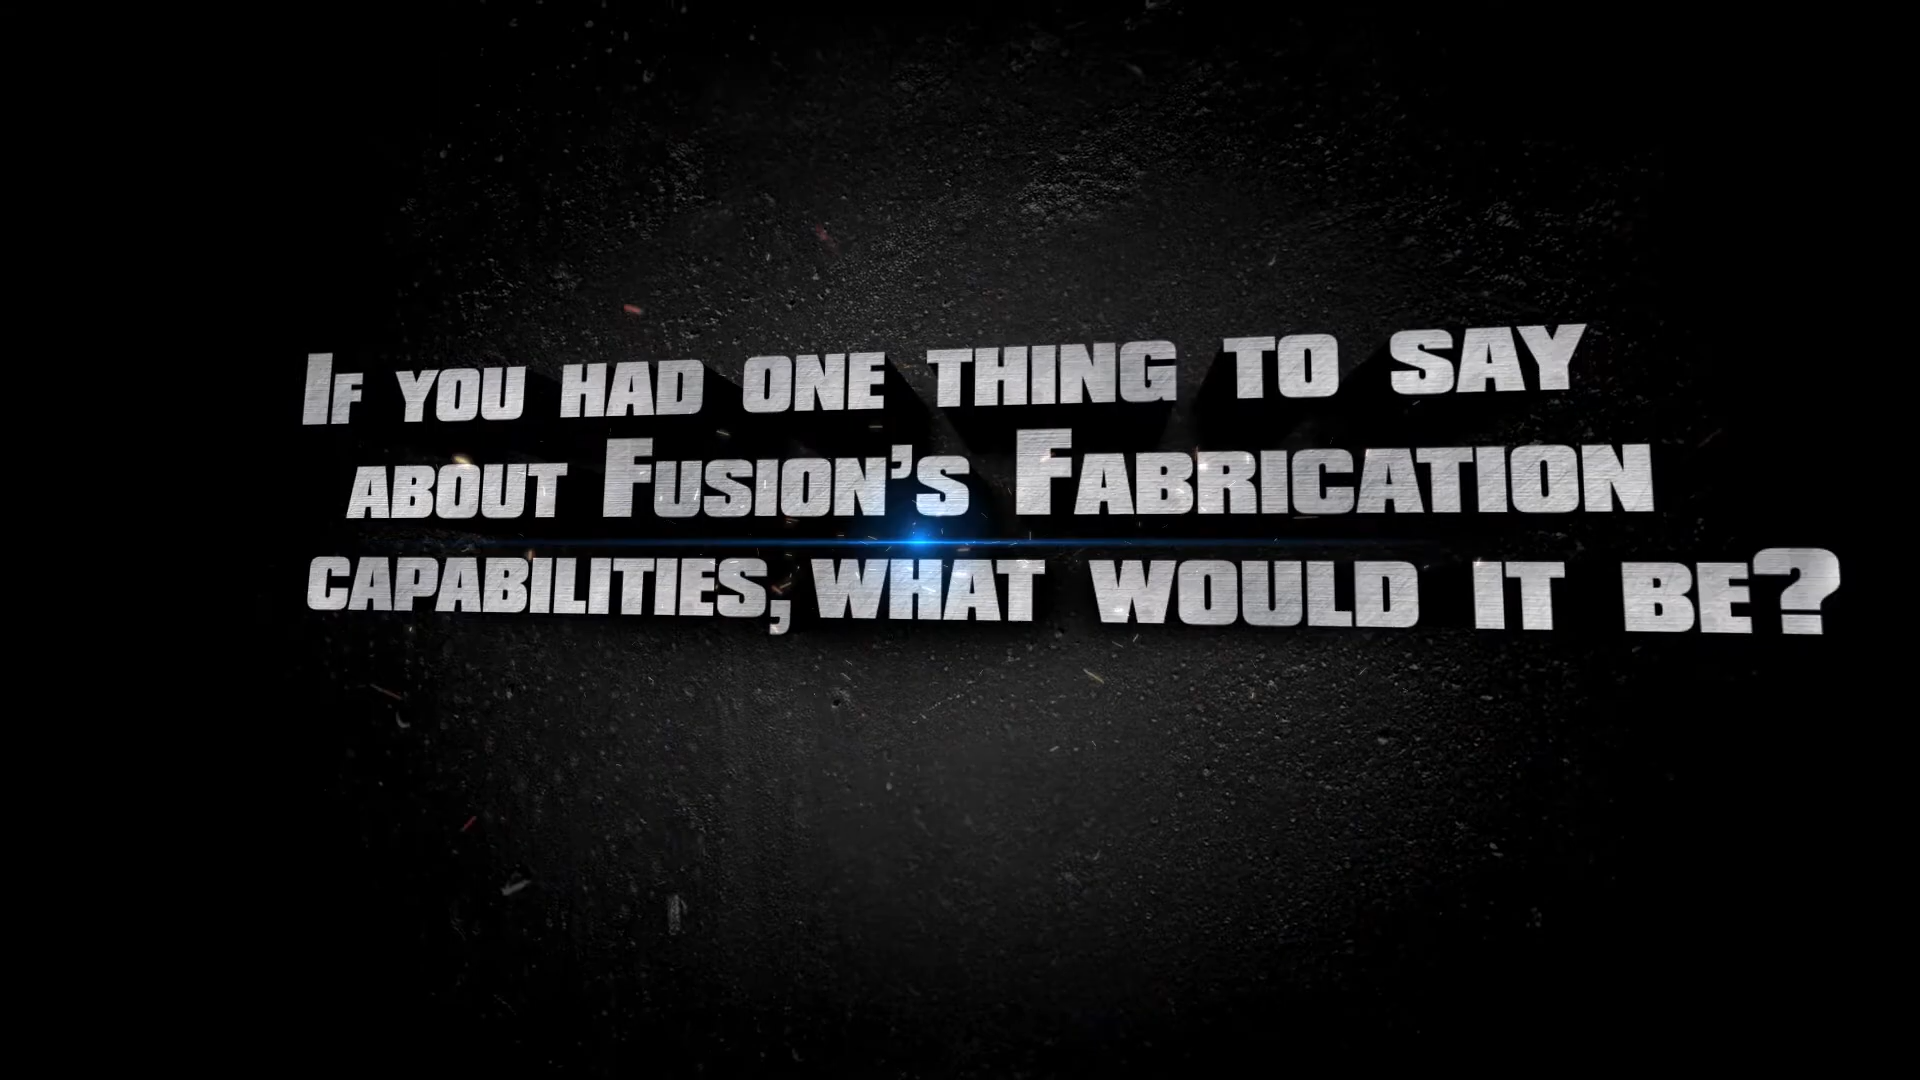 If you had one thing to say
about Fusion's Fabrication
capabilities, what would it be?